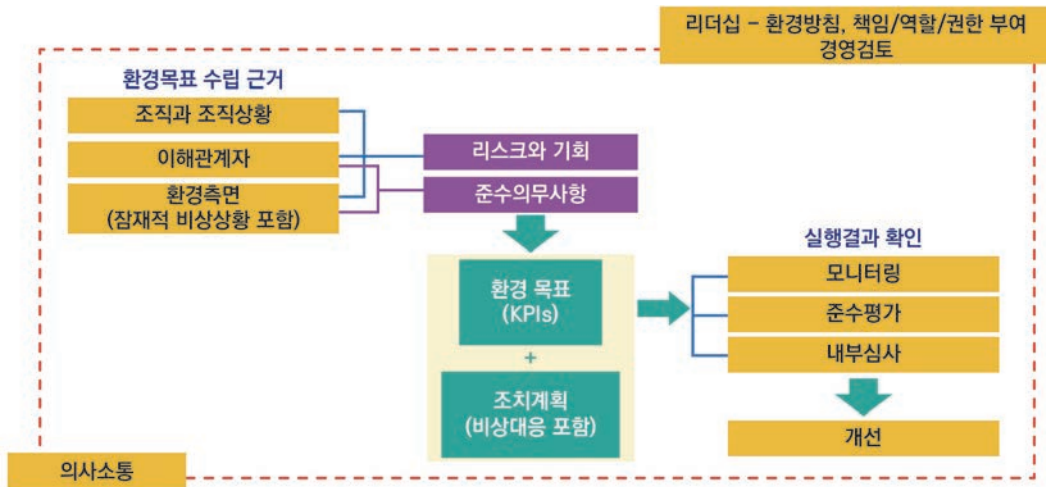 리더십 – 환경방침, 책임/역할/권한 부여
경영검토
환경목표 수립 근거
조직과 조직상황
이해관계자
환경측면
(잠재적 비상상황 포함)
리스크와 기회
준수의무사항
환경 목표
(KPIs)
+
조치계획
(비상대응 포함)
실행결과 확인
모니터링
준수평가
내부심사
개선
의사소통